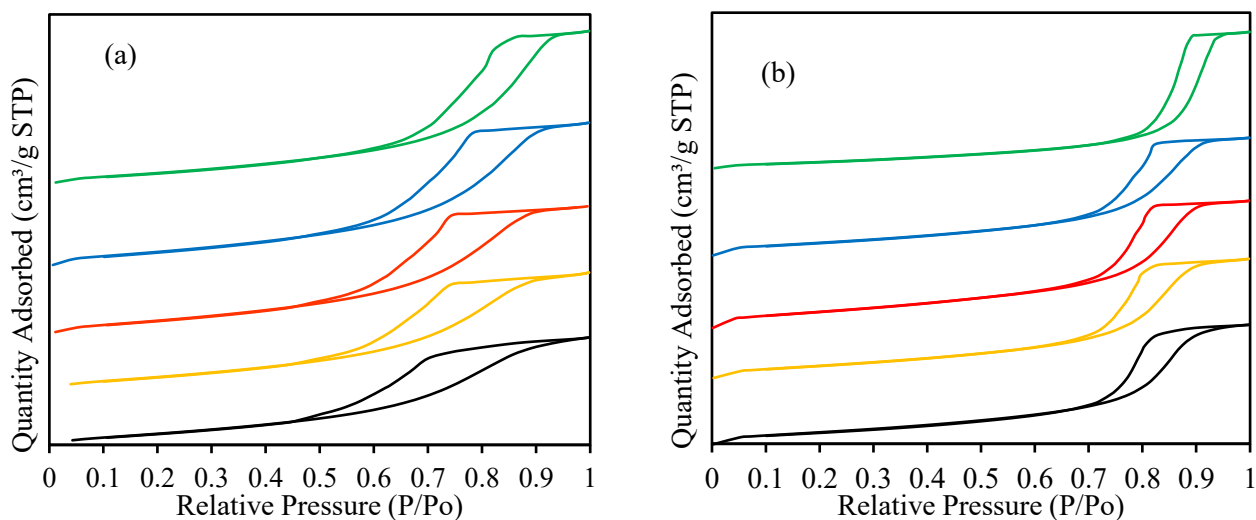 (a)
Quantity Adsorbed (cm³/g STP)
0 0.1 0.2 0.3 0.4 0.5 0.6 0.7 0.8 0.9 1
Relative Pressure (P/Po)
(b)
Quantity Adsorbed (cm³/g STP)
0 0.1 0.2 0.3 0.4 0.5 0.6 0.7 0.8 0.9 1
Relative Pressure (P/Po)